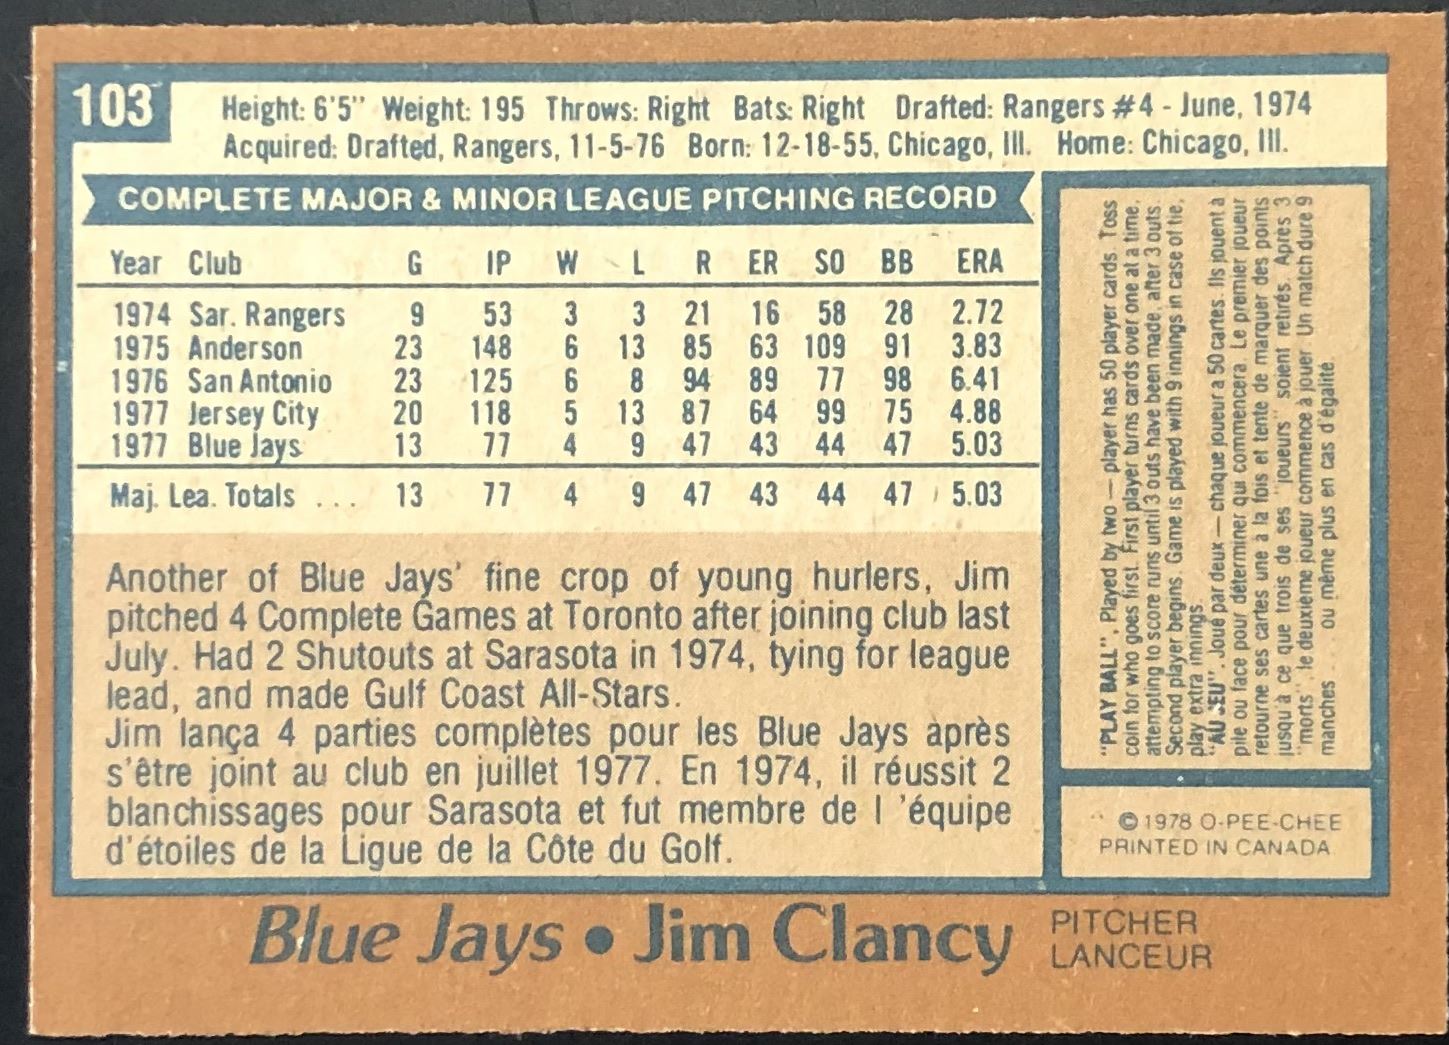 103
Height: 6'5" Weight: 195 Throws: Right Bats: Right Drafted: Rangers #4 - June, 1974
Acquired: Drafted, Rangers, 11-5-76 Born: 12-18-55, Chicago, Ill. Home: Chicago, Ill.
COMPLETE MAJOR & MINOR LEAGUE PITCHING RECORD
Year Club G IP W L R ER SO BB ERA
1974 Sar. Rangers 9 53 3 3 21 16 58 28 2.72
1975 Anderson 23 148 6 13 85 63 109 91 3.83
1976 San Antonio 23 125 6 8 94 89 77 98 6.41
1977 Jersey City 20 118 5 13 87 64 99 75 4.88
1977 Blue Jays 13 77 4 9 47 43 44 47 5.03
Maj. Lea. Totals ... 13 77 4 9 47 43 44 47 5.03
Another of Blue Jays' fine crop of young hurlers, Jim
pitched 4 Complete Games at Toronto after joining club last
July. Had 2 Shutouts at Sarasota in 1974, tying for league
lead, and made Gulf Coast All-Stars.
Jim lança 4 parties complètes pour les Blue Jays après
s'être joint au club en juillet 1977. En 1974, il réussit 2
blanchissages pour Sarasota et fut membre de l 'équipe
d'étoiles de la Ligue de la Côte du Golf.
"PLAY BALL". Played by two — player has 50 player cards. Toss
coin for who goes first. First player turns cards over one at a time,
attempting to score runs until 3 outs have been made, after 3 outs
Second player begins. Game is played with 9 innings in case of tie,
play extra innings.
"AU JEU". Joué par deux — chaque joueur a 50 cartes. Ils jouent à
pile ou face pour déterminer qui commencera. Le premier joueur
retourne ses cartes une à la fois et tente de marquer des points
jusqu'à ce que trois de ses "joueurs" soient retirés. Après 3
"morts", le deuxième joueur commence à jouer. Un match dure 9
manches ... ou même plus en cas d'égalité.
© 1978 O-PEE-CHEE
PRINTED IN CANADA
Blue Jays • Jim Clancy
PITCHER
LANCEUR